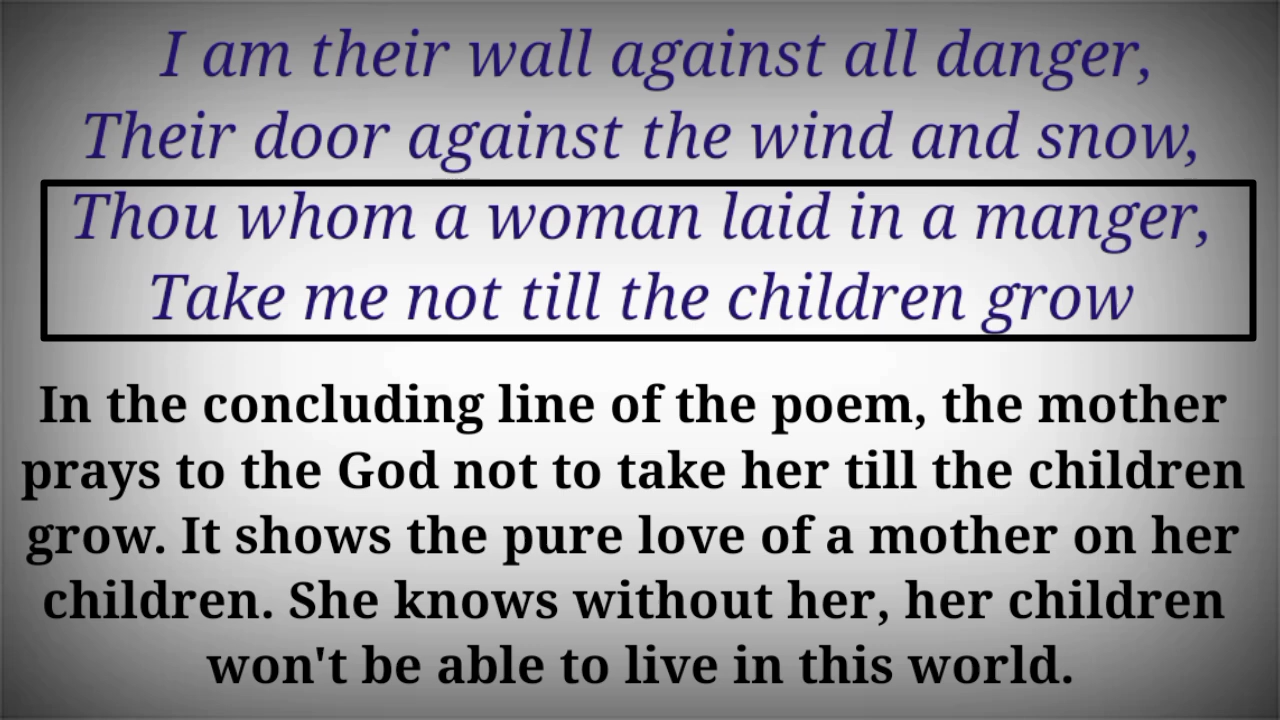 I am their wall against all danger,
Their door against the wind and snow,
Thou whom a woman laid in a manger,
Take me not till the children grow
In the concluding line of the poem, the mother
prays to the God not to take her till the children
grow. It shows the pure love of a mother on her
children. She knows without her, her children
won't be able to live in this world.